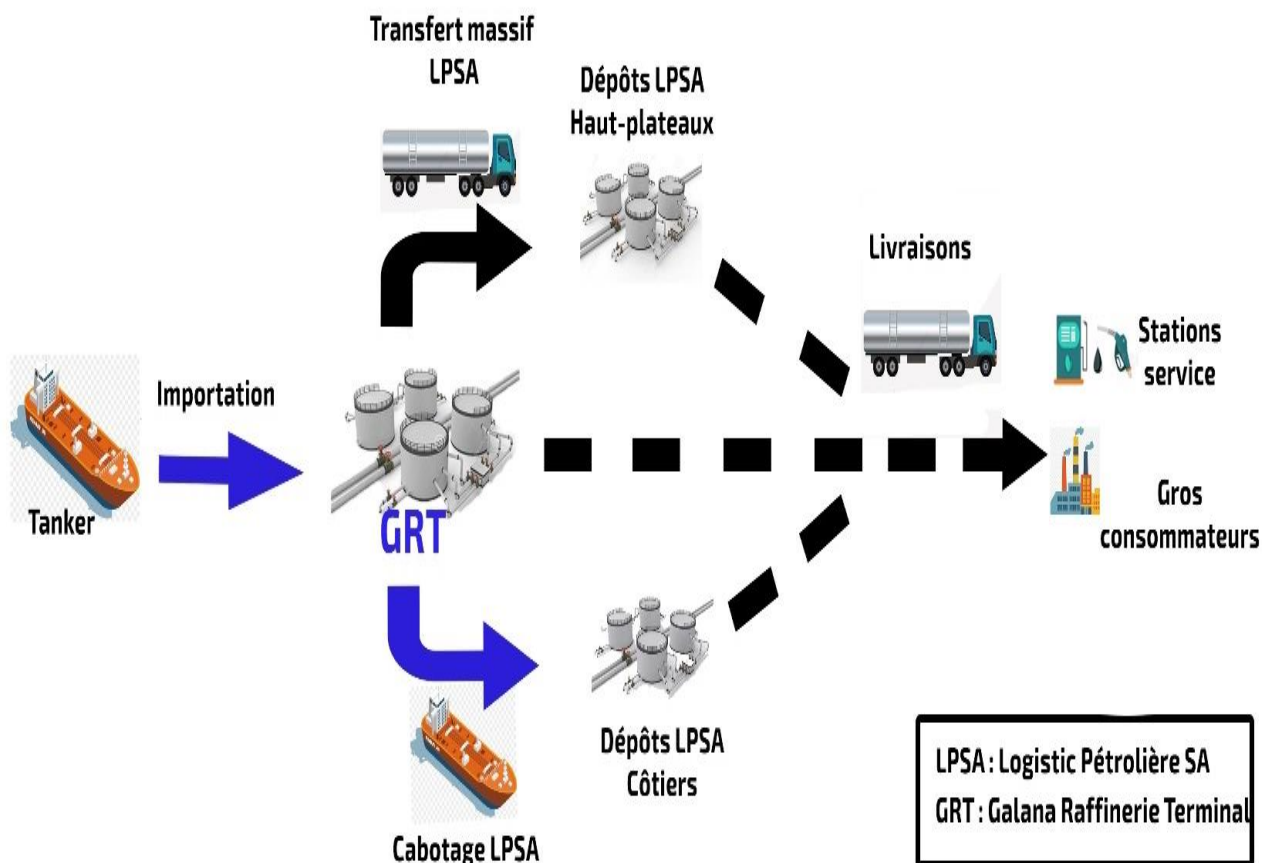 Transfert massif
LPSA
Dépôts LPSA
Haut-plateaux
Livraisons
Stations
service
Importation
Tanker
GRT
Gros
consommateurs
Dépôts LPSA
Côtiers
Cabotage LPSA
LPSA : Logistic Pétrolière SA
GRT : Galana Raffinerie Terminal